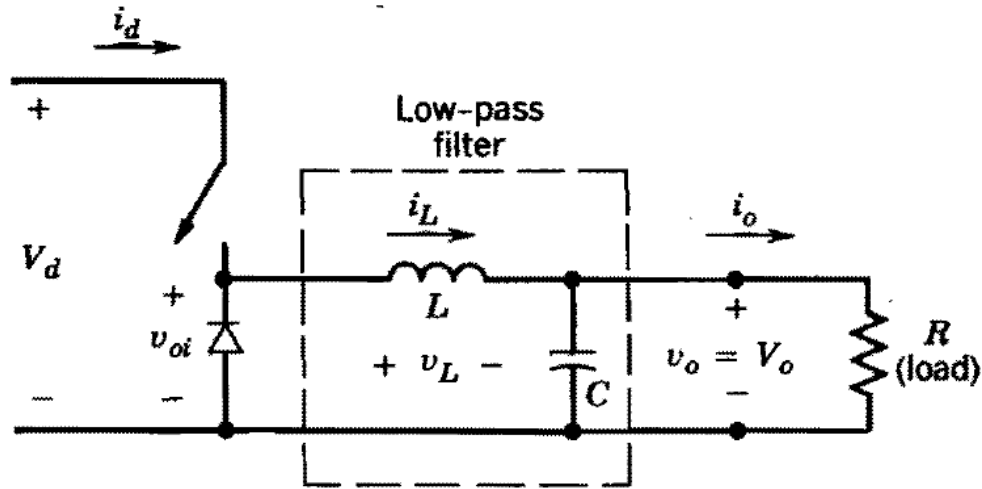 i_d
+
Low-pass
filter
i_L
i_o
V_d
+
v_oi
L
+ v_L −
C
+
v_o = V_o
−
R
(load)
−
−